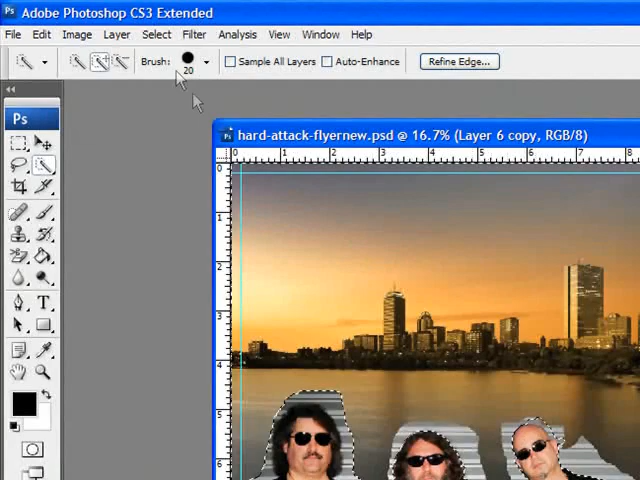 Adobe Photoshop CS3 Extended
File Edit Image Layer Select Filter Analysis View Window Help
Brush: 20 Sample All Layers Auto-Enhance Refine Edge...
Ps
hard-attack-flyernew.psd @ 16.7% (Layer 6 copy, RGB/8)
0 1 2 3 4 5 6 7 8
0
1
2
3
4
5
6
T